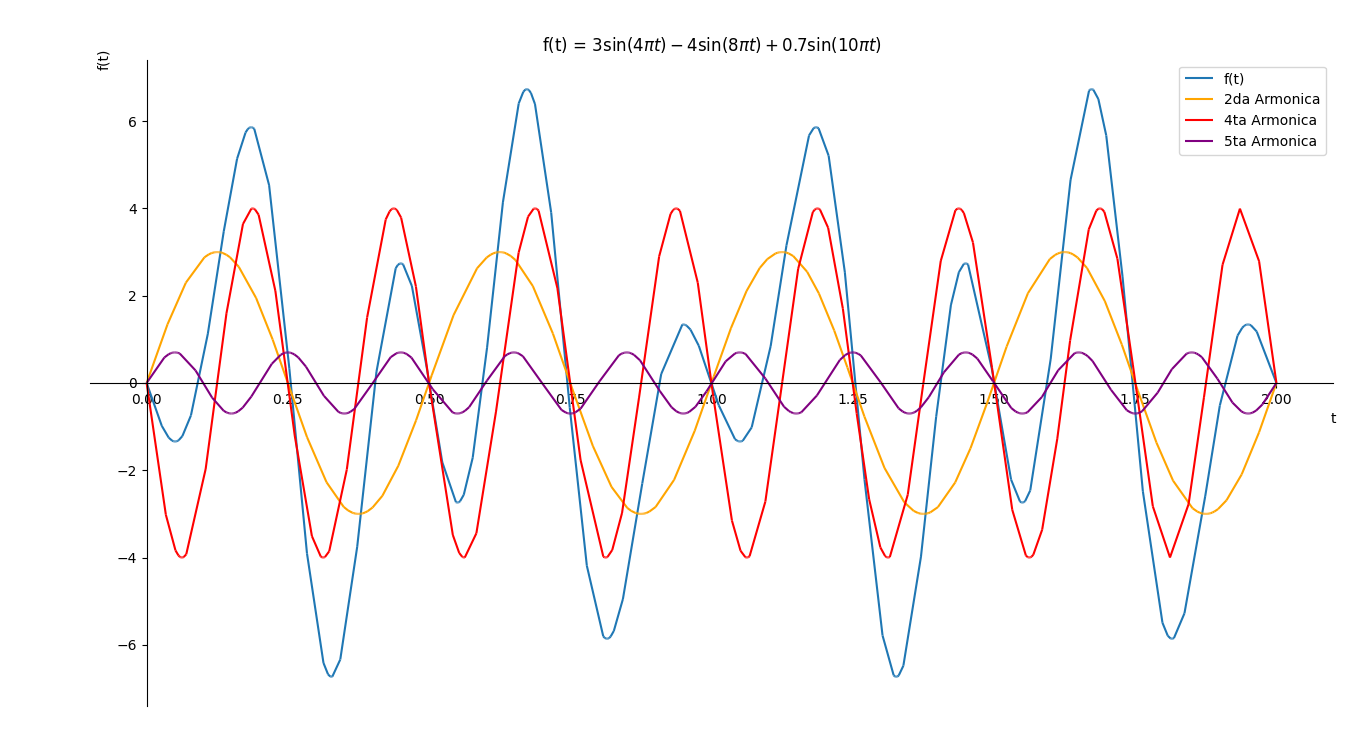 f(t) = 3sin(4πt) − 4sin(8πt) + 0.7sin(10πt)
f(t)
f(t)
2da Armonica
4ta Armonica
5ta Armonica
6
4
2
0
−2
−4
−6
0.00 0.25 0.50 0.75 1.00 1.25 1.50 1.75 2.00
t